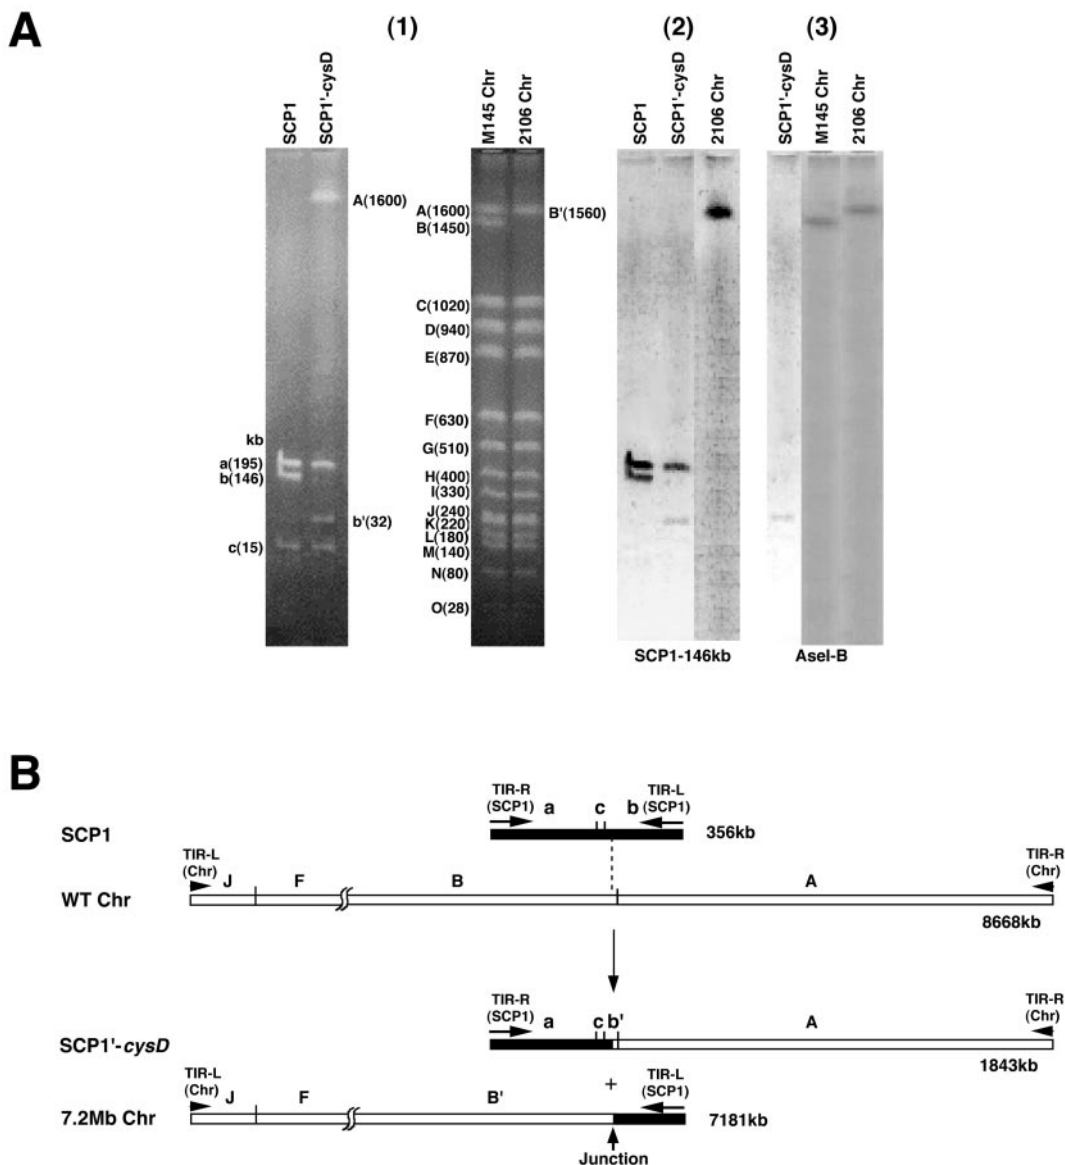 A
(1)
(2)
(3)
SCP1
SCP1'-cysD
M145 Chr
2106 Chr
SCP1
SCP1'-cysD
2106 Chr
SCP1'-cysD
M145 Chr
2106 Chr
A(1600)
kb
a(195)
b(146)
b'(32)
c(15)
A(1600)
B(1450)
B'(1560)
C(1020)
D(940)
E(870)
F(630)
G(510)
H(400)
I(330)
J(240)
K(220)
L(180)
M(140)
N(80)
O(28)
SCP1-146kb
AseI-B
B
TIR-R
(SCP1)
a c b
TIR-L
(SCP1)
SCP1
356kb
TIR-L
(Chr)
J F B A
TIR-R
(Chr)
WT Chr
8668kb
TIR-R
(SCP1)
a c b' A
TIR-R
(Chr)
SCP1'-cysD
1843kb
+
TIR-L
(Chr)
J F B'
TIR-L
(SCP1)
7.2Mb Chr
7181kb
Junction